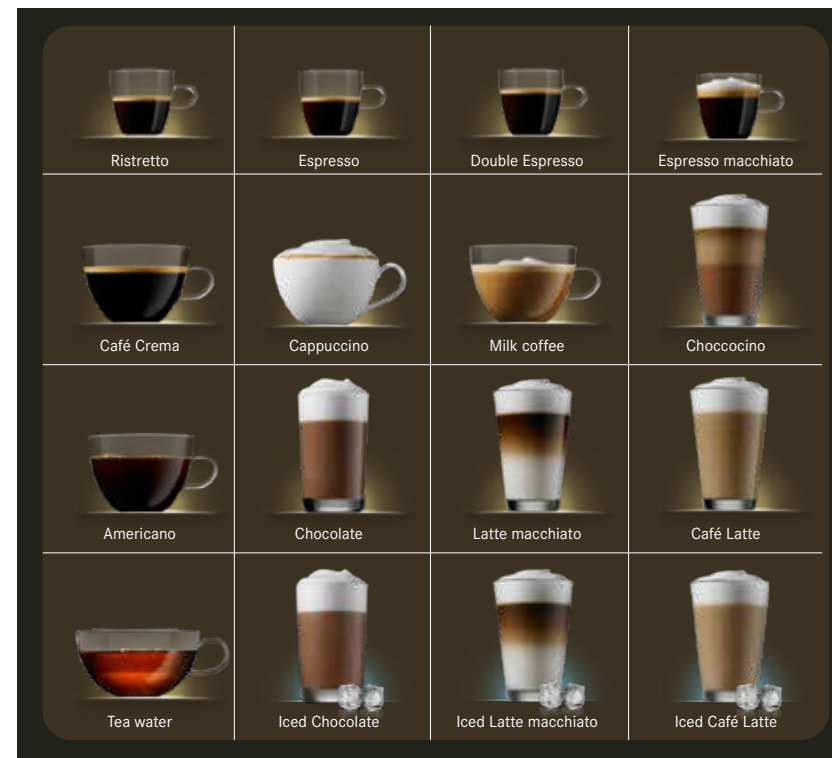 Ristretto
Espresso
Double Espresso
Espresso macchiato
Café Crema
Cappuccino
Milk coffee
Choccocino
Americano
Chocolate
Latte macchiato
Café Latte
Tea water
Iced Chocolate
Iced Latte macchiato
Iced Café Latte